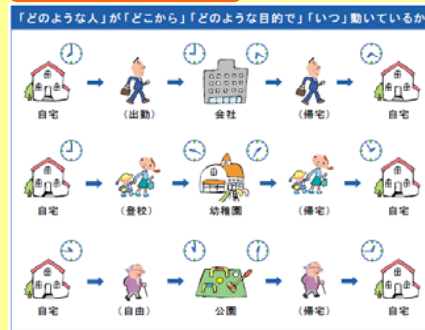 「どのような人」が「どこから」「どのような目的で」「いつ」動いているか
自宅 (出勤) 会社 (帰宅) 自宅
自宅 (登校) 幼稚園 (帰宅) 自宅
自宅 (自由) 公園 (帰宅) 自宅